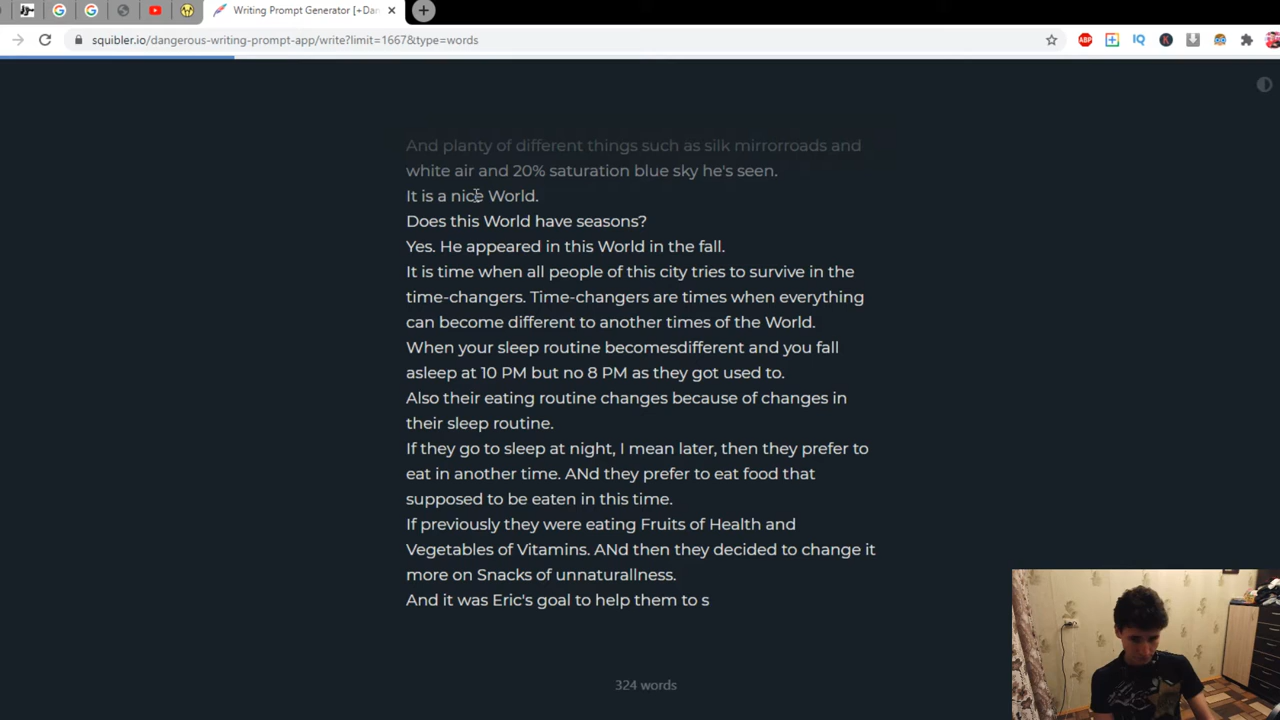 Writing Prompt Generator [+Dan
squibler.io/dangerous-writing-prompt-app/write?limit=1667&type=words
ABP
IQ
K
And plenty of different things such as silk mirrorroads and
white air and 20% saturation blue sky he's seen.
It is a nice World.
Does this World have seasons?
Yes. He appeared in this World in the fall.
It is time when all people of this city tries to survive in the
time-changers. Time-changers are times when everything
can become different to another times of the World.
When your sleep routine becomesdifferent and you fall
asleep at 10 PM but no 8 PM as they got used to.
Also their eating routine changes because of changes in
their sleep routine.
If they go to sleep at night, I mean later, then they prefer to
eat in another time. ANd they prefer to eat food that
supposed to be eaten in this time.
If previously they were eating Fruits of Health and
Vegetables of Vitamins. ANd then they decided to change it
more on Snacks of unnaturallness.
And it was Eric's goal to help them to s
324 words